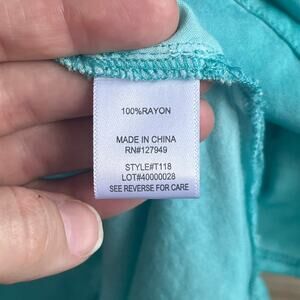 100%RAYON
MADE IN CHINA
RN#127949
STYLE#T118
LOT#40000028
SEE REVERSE FOR CARE